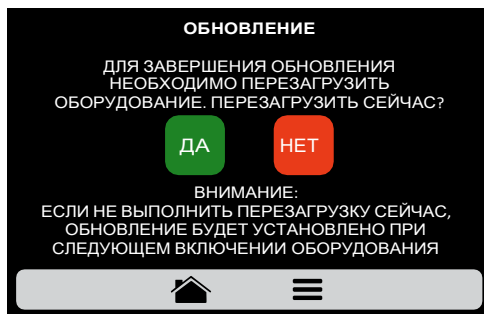 ОБНОВЛЕНИЕ
ДЛЯ ЗАВЕРШЕНИЯ ОБНОВЛЕНИЯ
НЕОБХОДИМО ПЕРЕЗАГРУЗИТЬ
ОБОРУДОВАНИЕ. ПЕРЕЗАГРУЗИТЬ СЕЙЧАС?
ДА НЕТ
ВНИМАНИЕ:
ЕСЛИ НЕ ВЫПОЛНИТЬ ПЕРЕЗАГРУЗКУ СЕЙЧАС,
ОБНОВЛЕНИЕ БУДЕТ УСТАНОВЛЕНО ПРИ
СЛЕДУЮЩЕМ ВКЛЮЧЕНИИ ОБОРУДОВАНИЯ